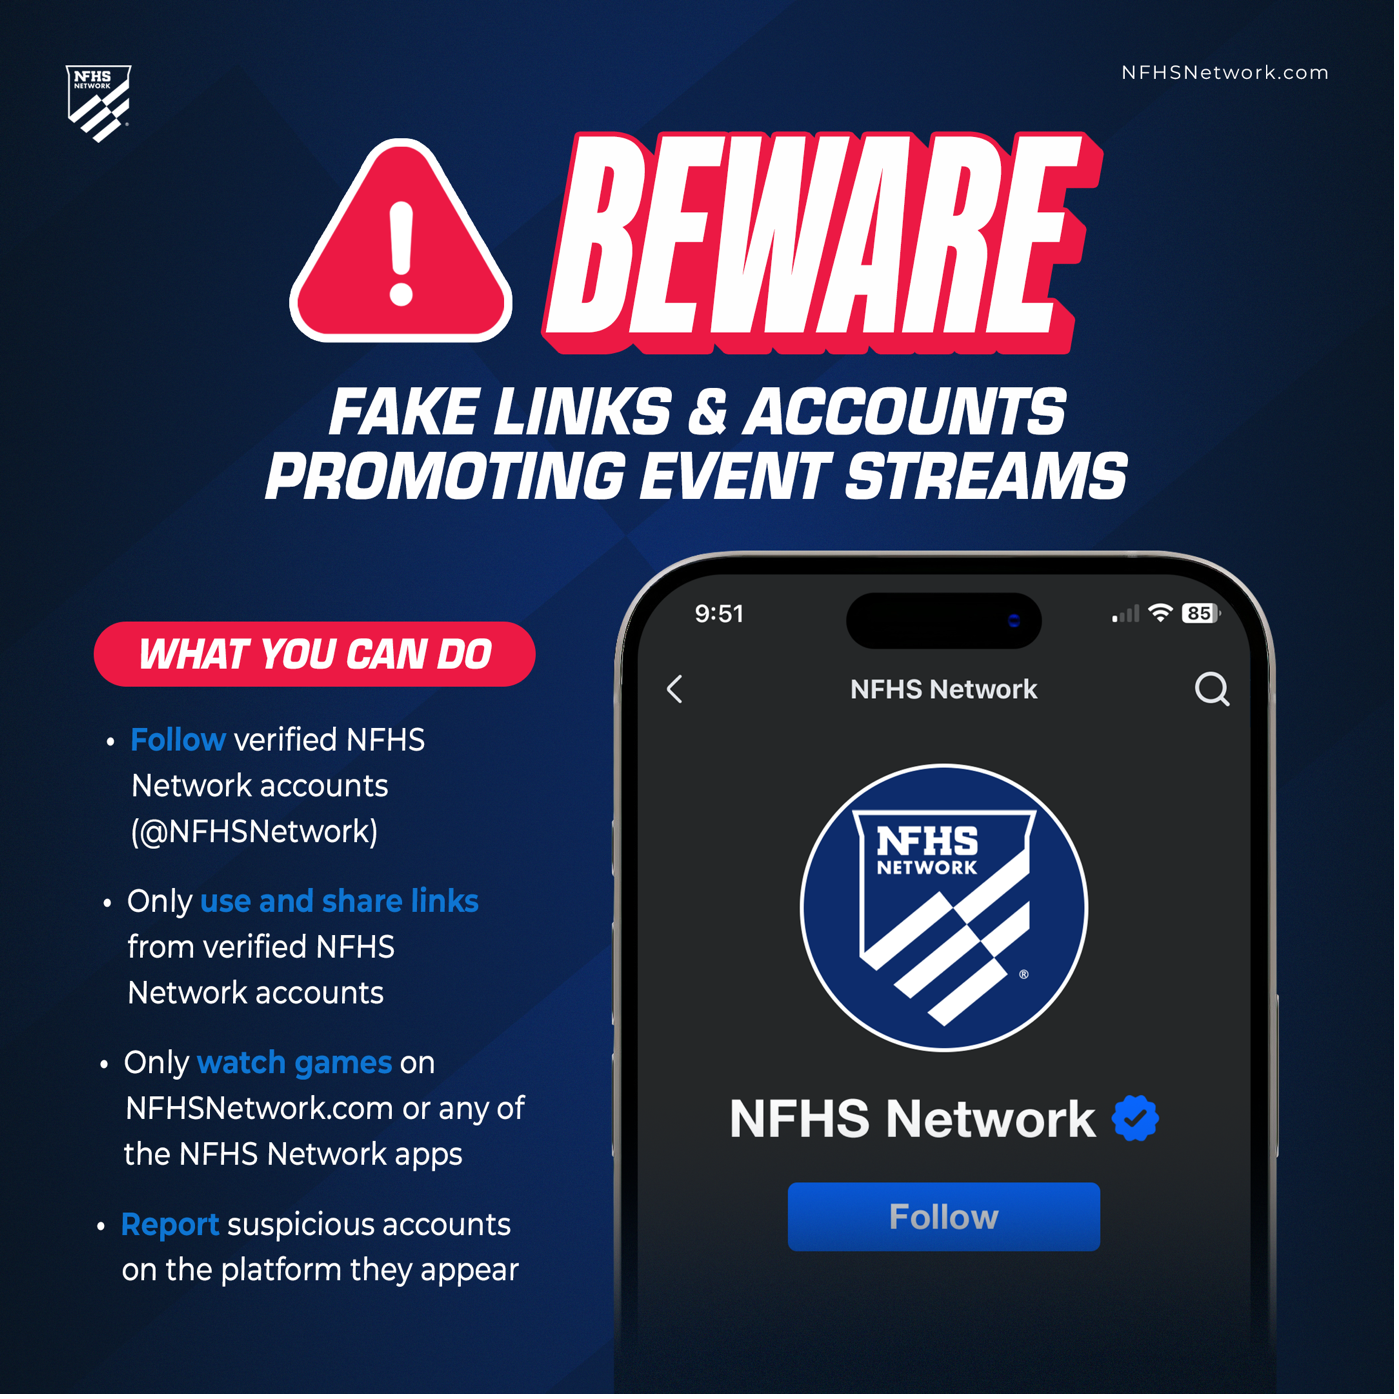 NFHS
NETWORK
NFHSNetwork.com
BEWARE
FAKE LINKS & ACCOUNTS
PROMOTING EVENT STREAMS
WHAT YOU CAN DO
• Follow verified NFHS
Network accounts
(@NFHSNetwork)
• Only use and share links
from verified NFHS
Network accounts
• Only watch games on
NFHSNetwork.com or any of
the NFHS Network apps
• Report suspicious accounts
on the platform they appear
9:51
85
NFHS Network
NFHS
NETWORK
®
NFHS Network
Follow